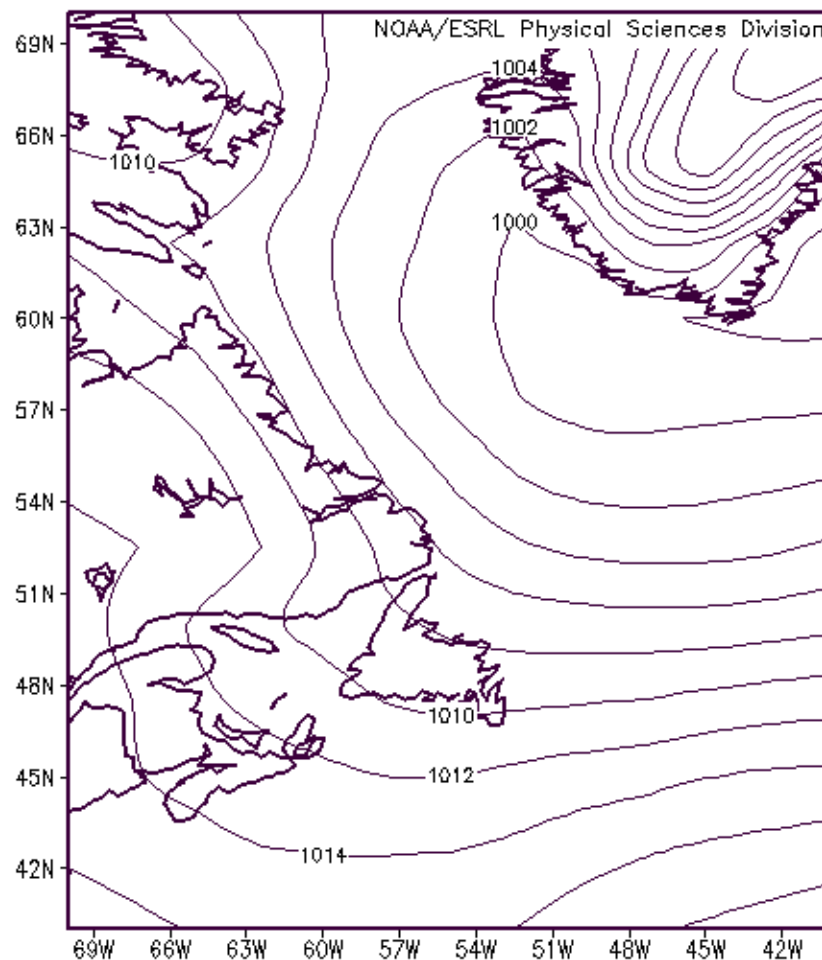 NOAA/ESRL Physical Sciences Division
69N
1004
66N
1002
1010
63N
1000
60N
57N
54N
51N
48N
1010
45N
1012
1014
42N
69W 66W 63W 60W 57W 54W 51W 48W 45W 42W